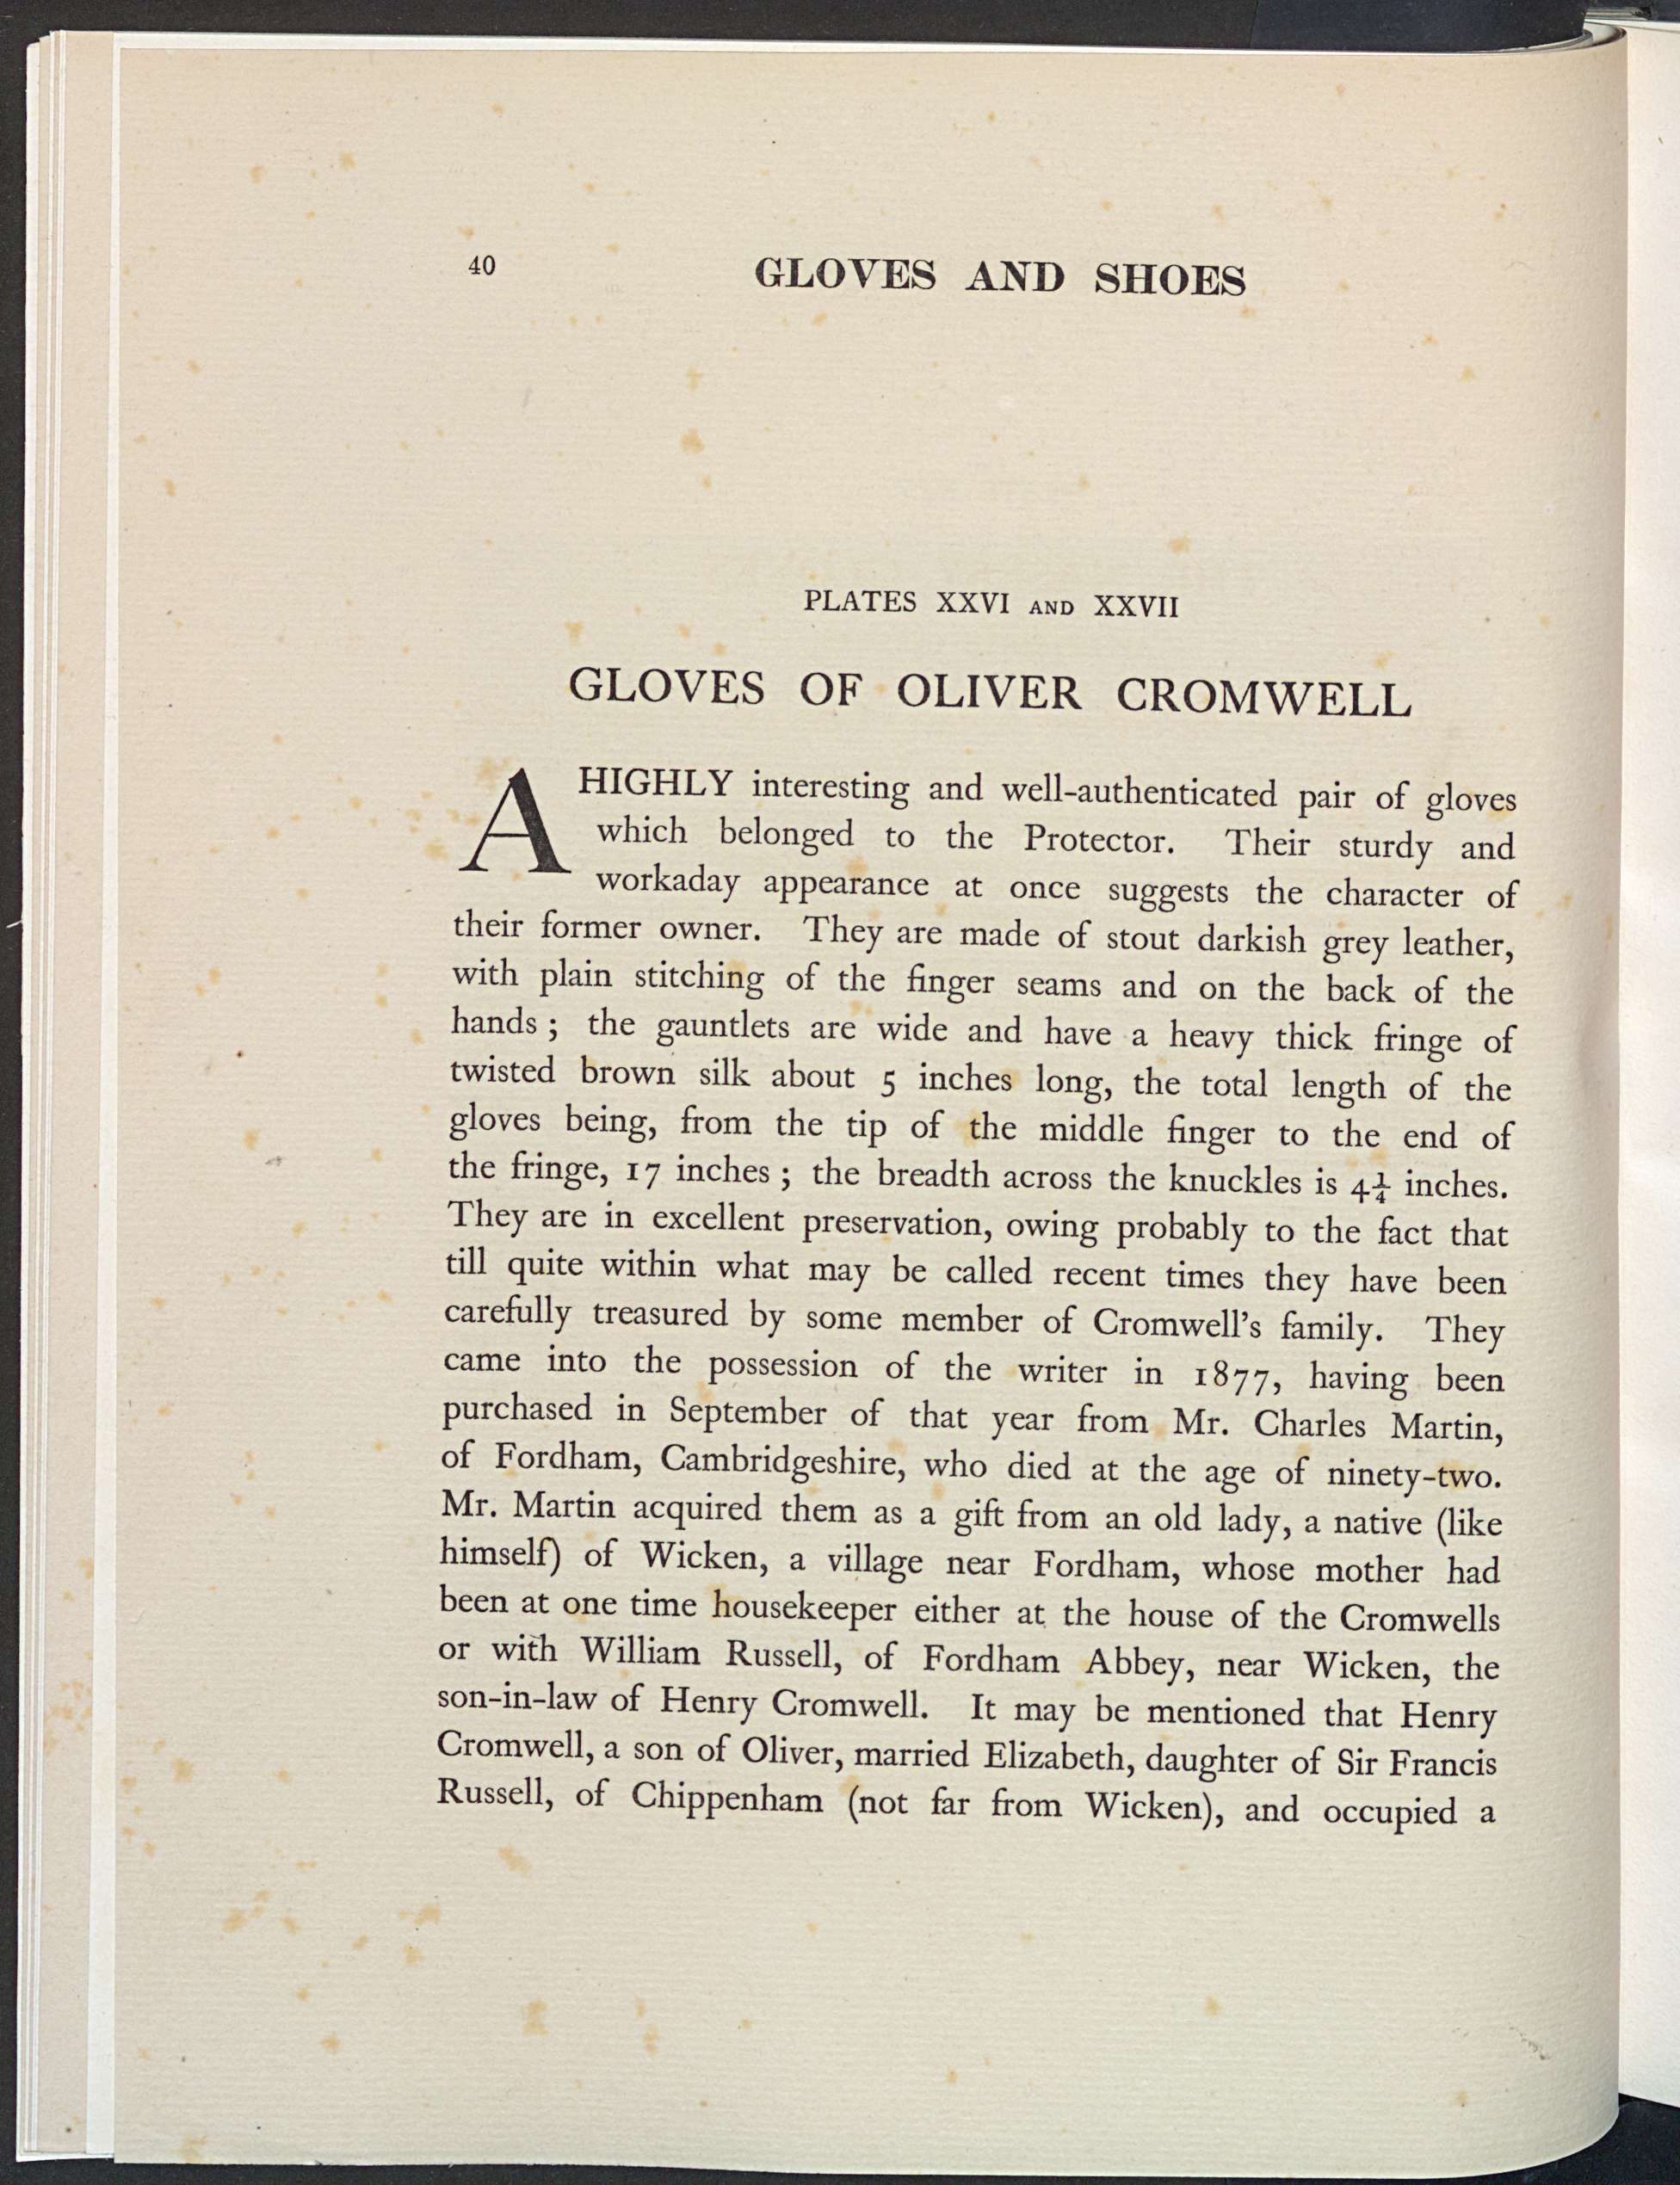 40
GLOVES AND SHOES
PLATES XXVI AND XXVII
GLOVES OF OLIVER CROMWELL
A HIGHLY interesting and well-authenticated pair of gloves
which belonged to the Protector. Their sturdy and
workaday appearance at once suggests the character of
their former owner. They are made of stout darkish grey leather,
with plain stitching of the finger seams and on the back of the
hands ; the gauntlets are wide and have a heavy thick fringe of
twisted brown silk about 5 inches long, the total length of the
gloves being, from the tip of the middle finger to the end of
the fringe, 17 inches ; the breadth across the knuckles is 4¼ inches.
They are in excellent preservation, owing probably to the fact that
till quite within what may be called recent times they have been
carefully treasured by some member of Cromwell's family. They
came into the possession of the writer in 1877, having been
purchased in September of that year from Mr. Charles Martin,
of Fordham, Cambridgeshire, who died at the age of ninety-two.
Mr. Martin acquired them as a gift from an old lady, a native (like
himself) of Wicken, a village near Fordham, whose mother had
been at one time housekeeper either at the house of the Cromwells
or with William Russell, of Fordham Abbey, near Wicken, the
son-in-law of Henry Cromwell. It may be mentioned that Henry
Cromwell, a son of Oliver, married Elizabeth, daughter of Sir Francis
Russell, of Chippenham (not far from Wicken), and occupied a